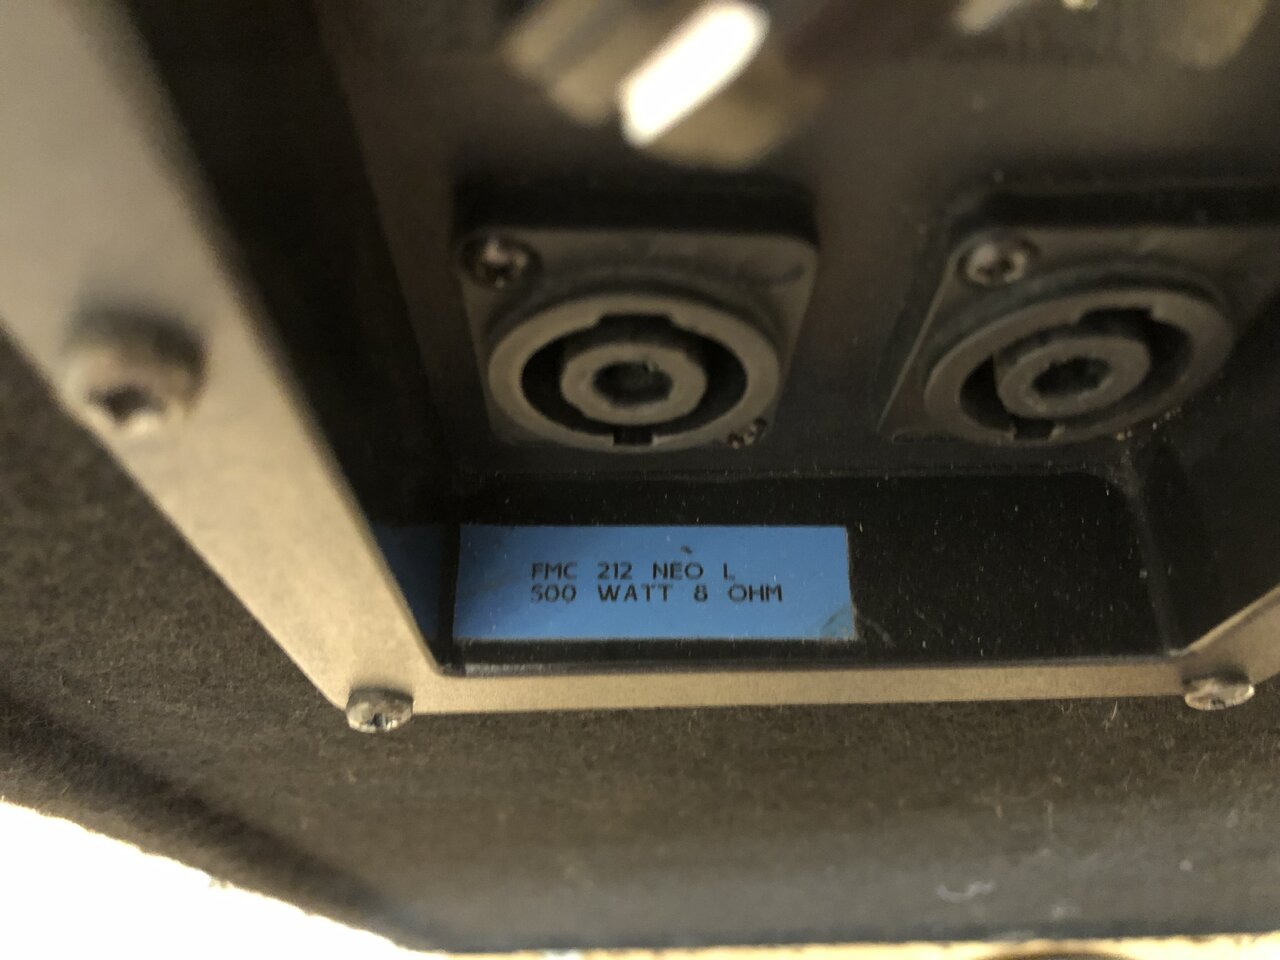 FMC 212 NEO L
500 WATT 8 OHM